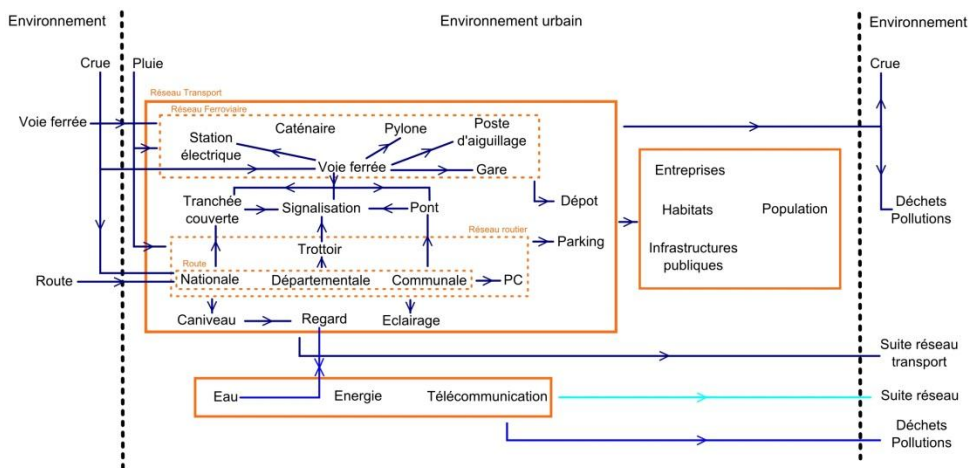 Environnement
Environnement urbain
Environnement
Crue
Pluie
Crue
Réseau Transport
Réseau Ferroviaire
Voie ferrée
Caténaire
Pylone
Poste
d'aiguillage
Station
électrique
Voie ferrée
Gare
Entreprises
Tranchée
couverte
Signalisation
Pont
Dépot
Habitats
Population
Déchets
Pollutions
Réseau routier
Trottoir
Parking
Infrastructures
publiques
Route
Route
Nationale
Départementale
Communale
PC
Caniveau
Regard
Eclairage
Suite réseau
transport
Eau
Energie
Télécommunication
Suite réseau
Déchets
Pollutions